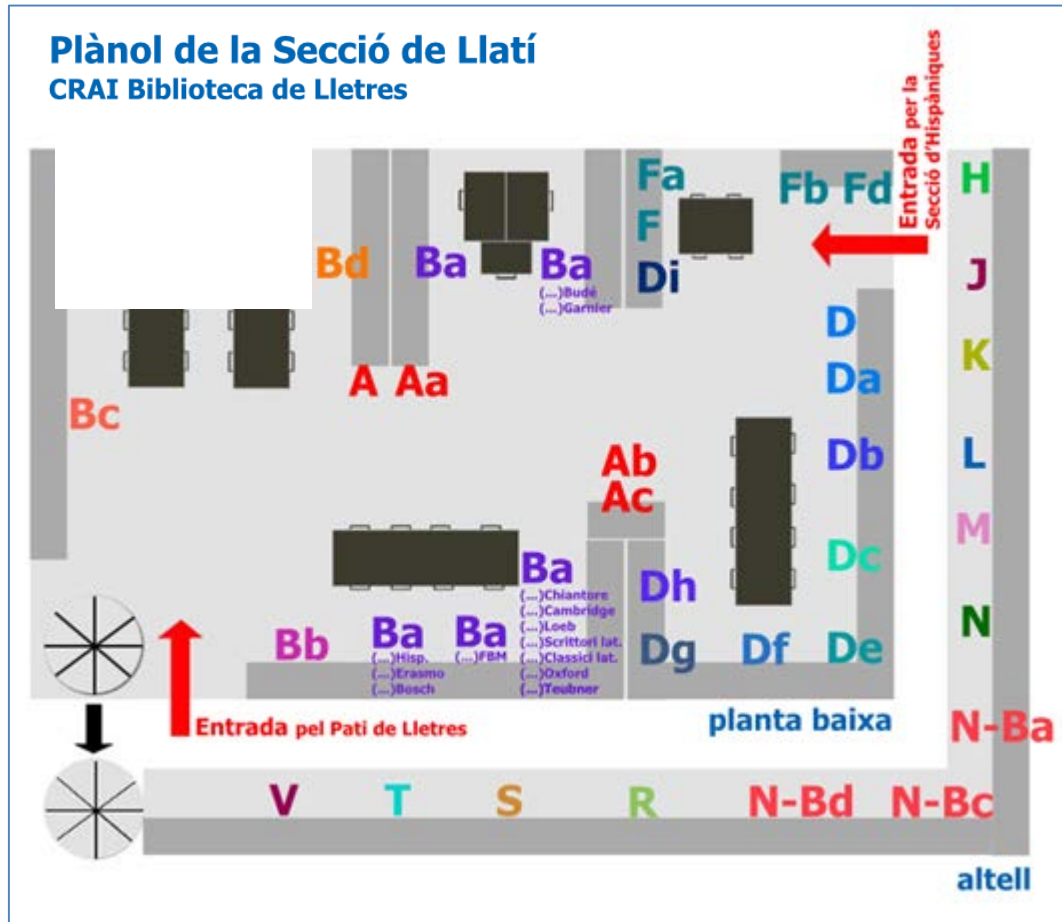 Plànol de la Secció de Llatí
CRAI Biblioteca de Lletres
Entrada per la
Secció d'Hispàniques
Fa
Fb Fd
H
F
Bd
Ba
Ba
(...)Budé
(...)Garnier
Di
J
D
K
A
Aa
Da
Bc
Ab
Ac
Db
L
M
Ba
(...)Chiantore
(...)Cambridge
(...)Loeb
(...)Scrittori lat.
(...)Classici lat.
(...)Oxford
(...)Teubner
Dc
Dh
N
Bb
Ba
(...)Hisp.
(...)Erasmo
(...)Bosch
Ba
(...)FBM
Dg
Df
De
Entrada pel Pati de Lletres
planta baixa
N-Ba
V
T
S
R
N-Bd
N-Bc
altell